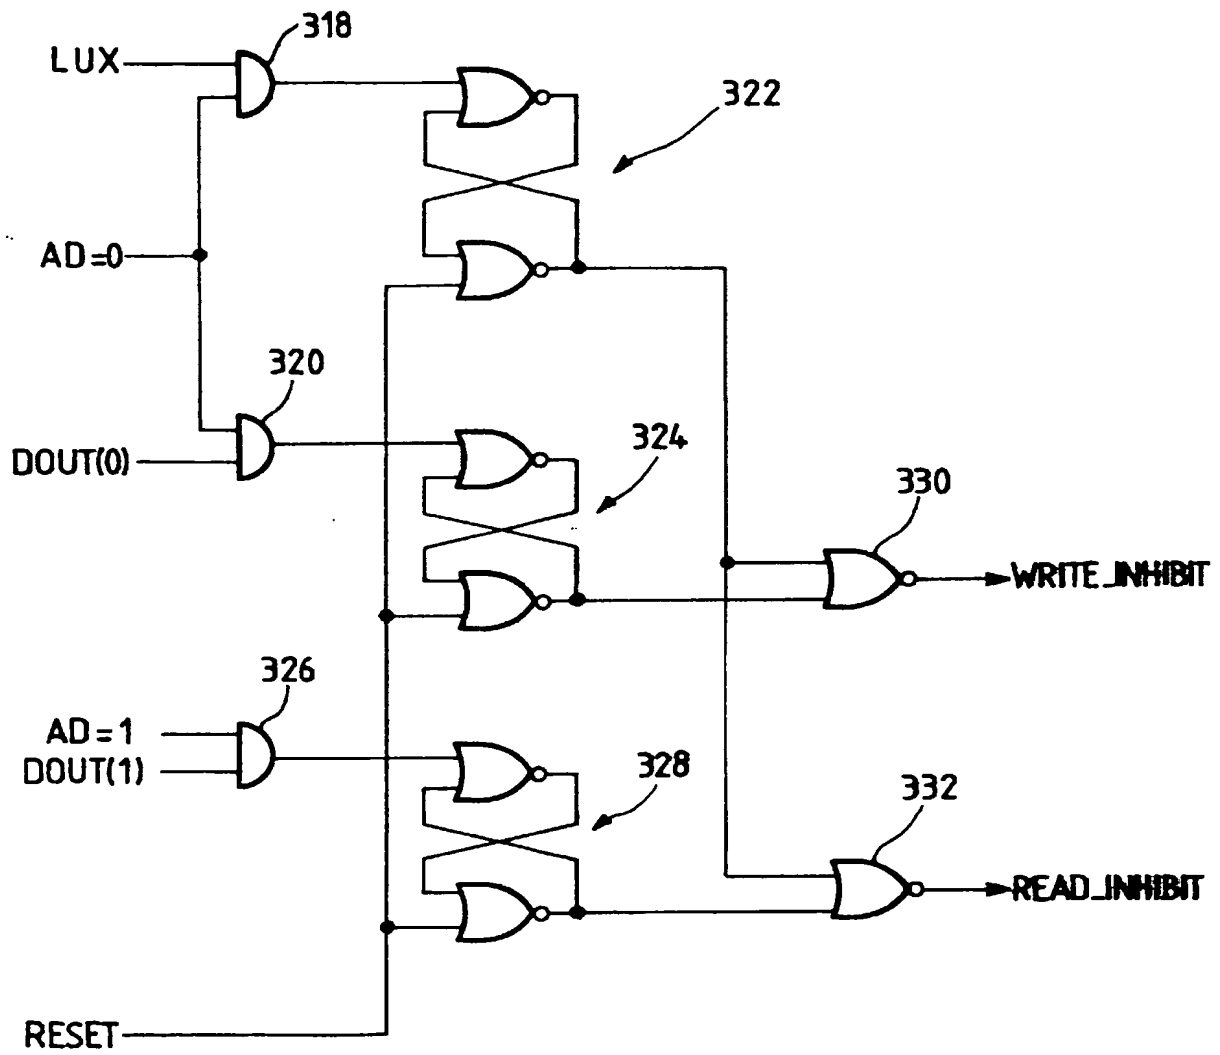 318
LUX
322
AD=0
320
324
DOUT(0)
330
WRITE_INHIBIT
326
AD=1
DOUT(1)
328
332
READ_INHIBIT
RESET